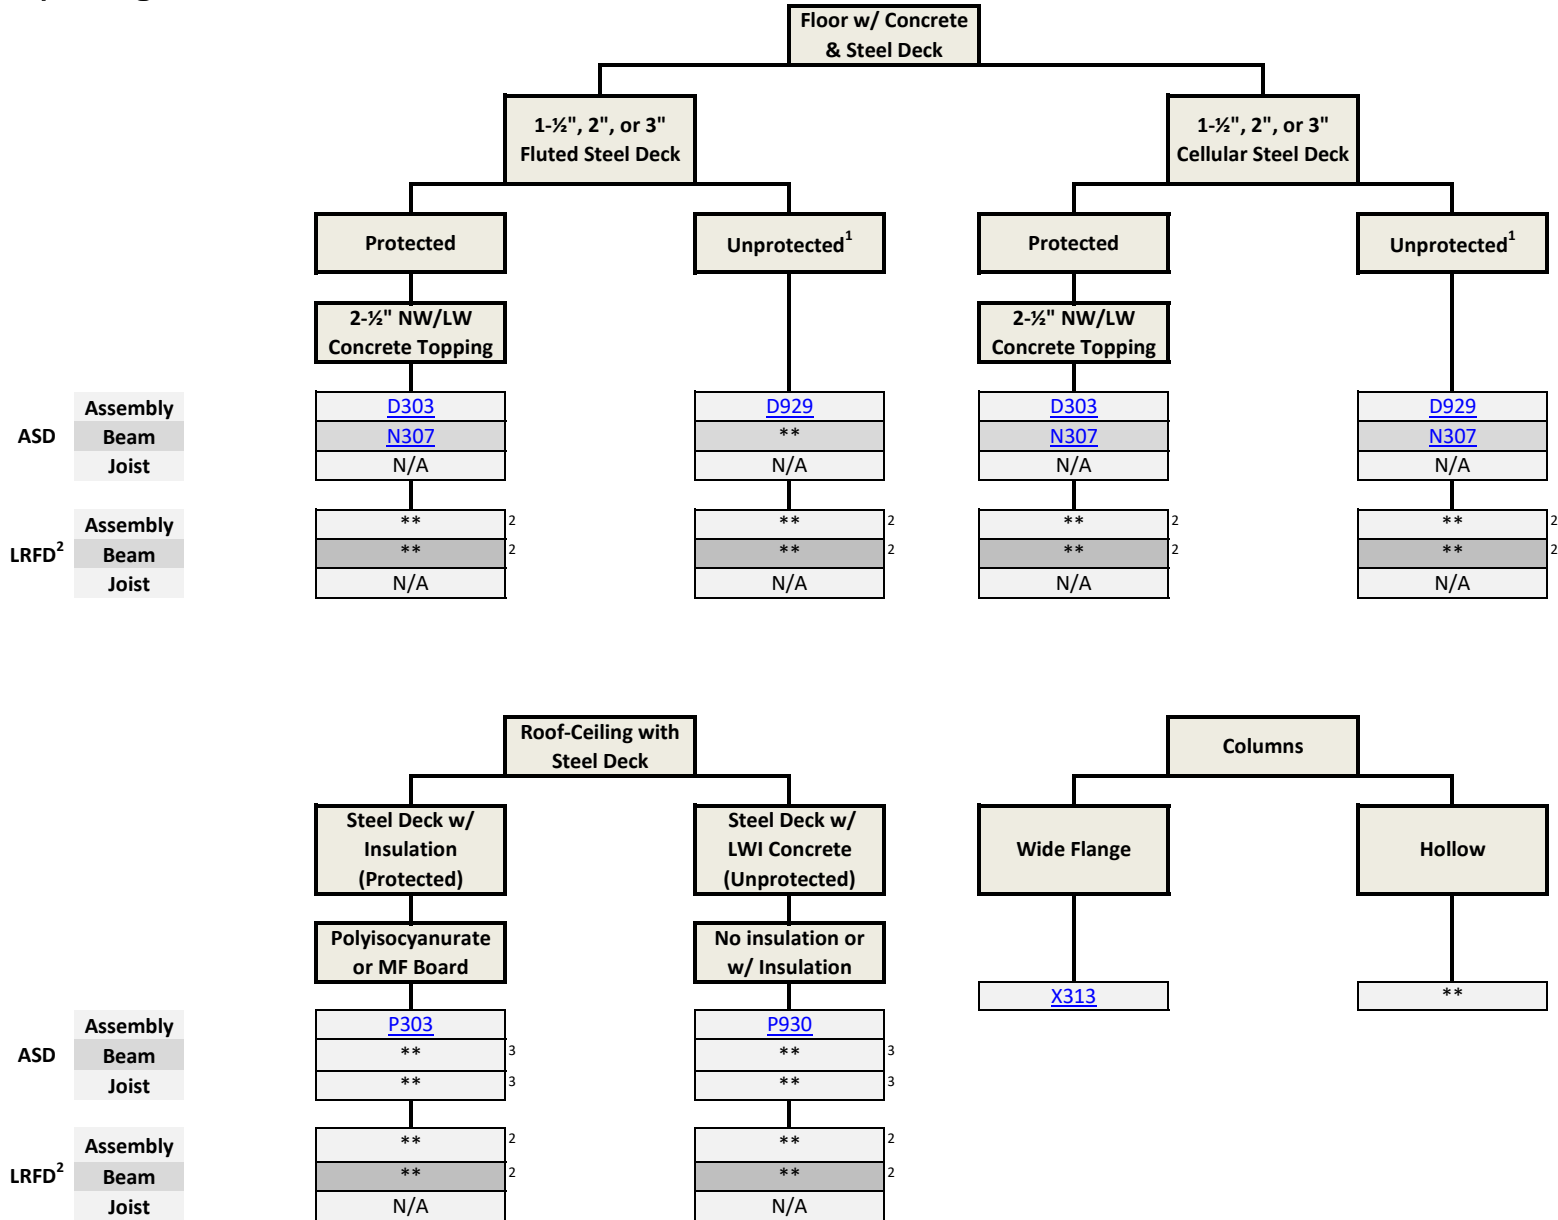 Floor w/ Concrete
& Steel Deck
1-½", 2", or 3"
Fluted Steel Deck
1-½", 2", or 3"
Cellular Steel Deck
Protected
Unprotected¹
Protected
Unprotected¹
2-½" NW/LW
Concrete Topping
2-½" NW/LW
Concrete Topping
Assembly D303 D929 D303 D929
ASD Beam N307 ** N307 N307
Joist N/A N/A N/A N/A
Assembly ** 2 ** 2 ** 2 ** 2
LRFD² Beam ** 2 ** 2 ** 2 ** 2
Joist N/A N/A N/A N/A
Roof-Ceiling with
Steel Deck
Columns
Steel Deck w/
Insulation
(Protected)
Steel Deck w/
LWI Concrete
(Unprotected)
Wide Flange
Hollow
Polyisocyanurate
or MF Board
No insulation or
w/ Insulation
X313 **
Assembly P303 P930
ASD Beam ** 3 ** 3
Joist ** 3 ** 3
Assembly ** 2 ** 2
LRFD² Beam ** 2 ** 2
Joist N/A N/A